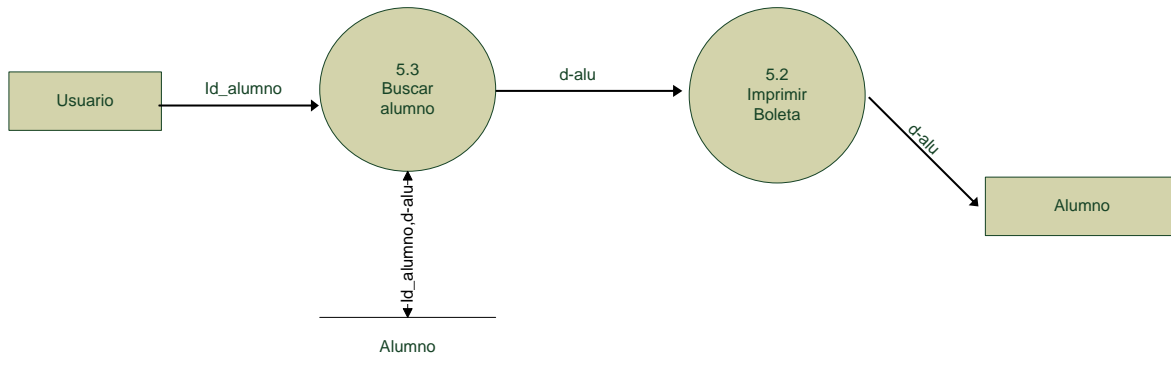 Usuario
Id_alumno
5.3
Buscar
alumno
d-alu
5.2
Imprimir
Boleta
d-alu
Alumno
Id_alumno,d-alu
Alumno